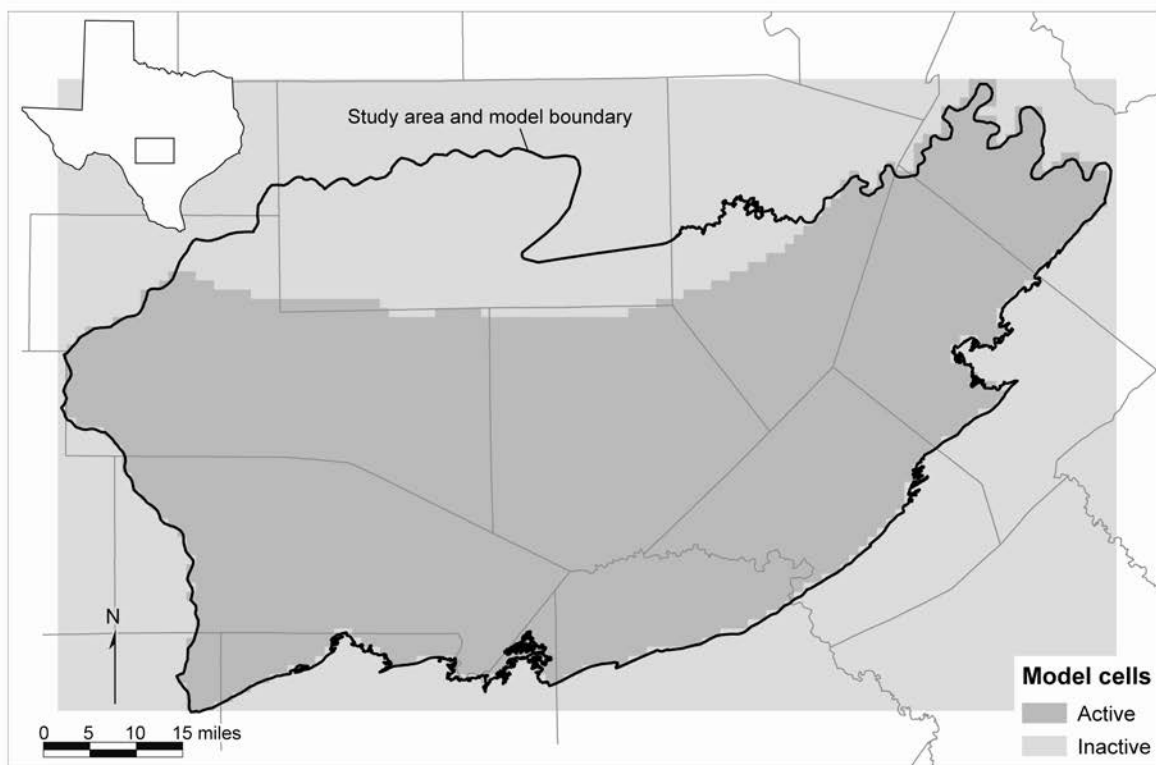 Study area and model boundary
N
0 5 10 15 miles
Model cells
Active
Inactive